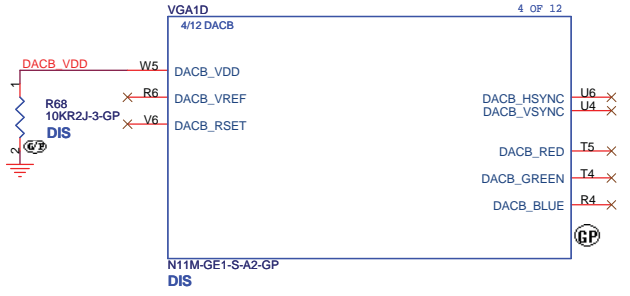 VGA1D
4 OF 12
4/12 DACB
DACB_VDD
W5
DACB_VDD
1
R6
DACB_VREF
U6
DACB_HSYNC
R68
U4
DACB_VSYNC
10KR2J-3-GP
V6
DACB_RSET
DIS
2
GP
T5
DACB_RED
T4
DACB_GREEN
R4
DACB_BLUE
GP
N11M-GE1-S-A2-GP
DIS